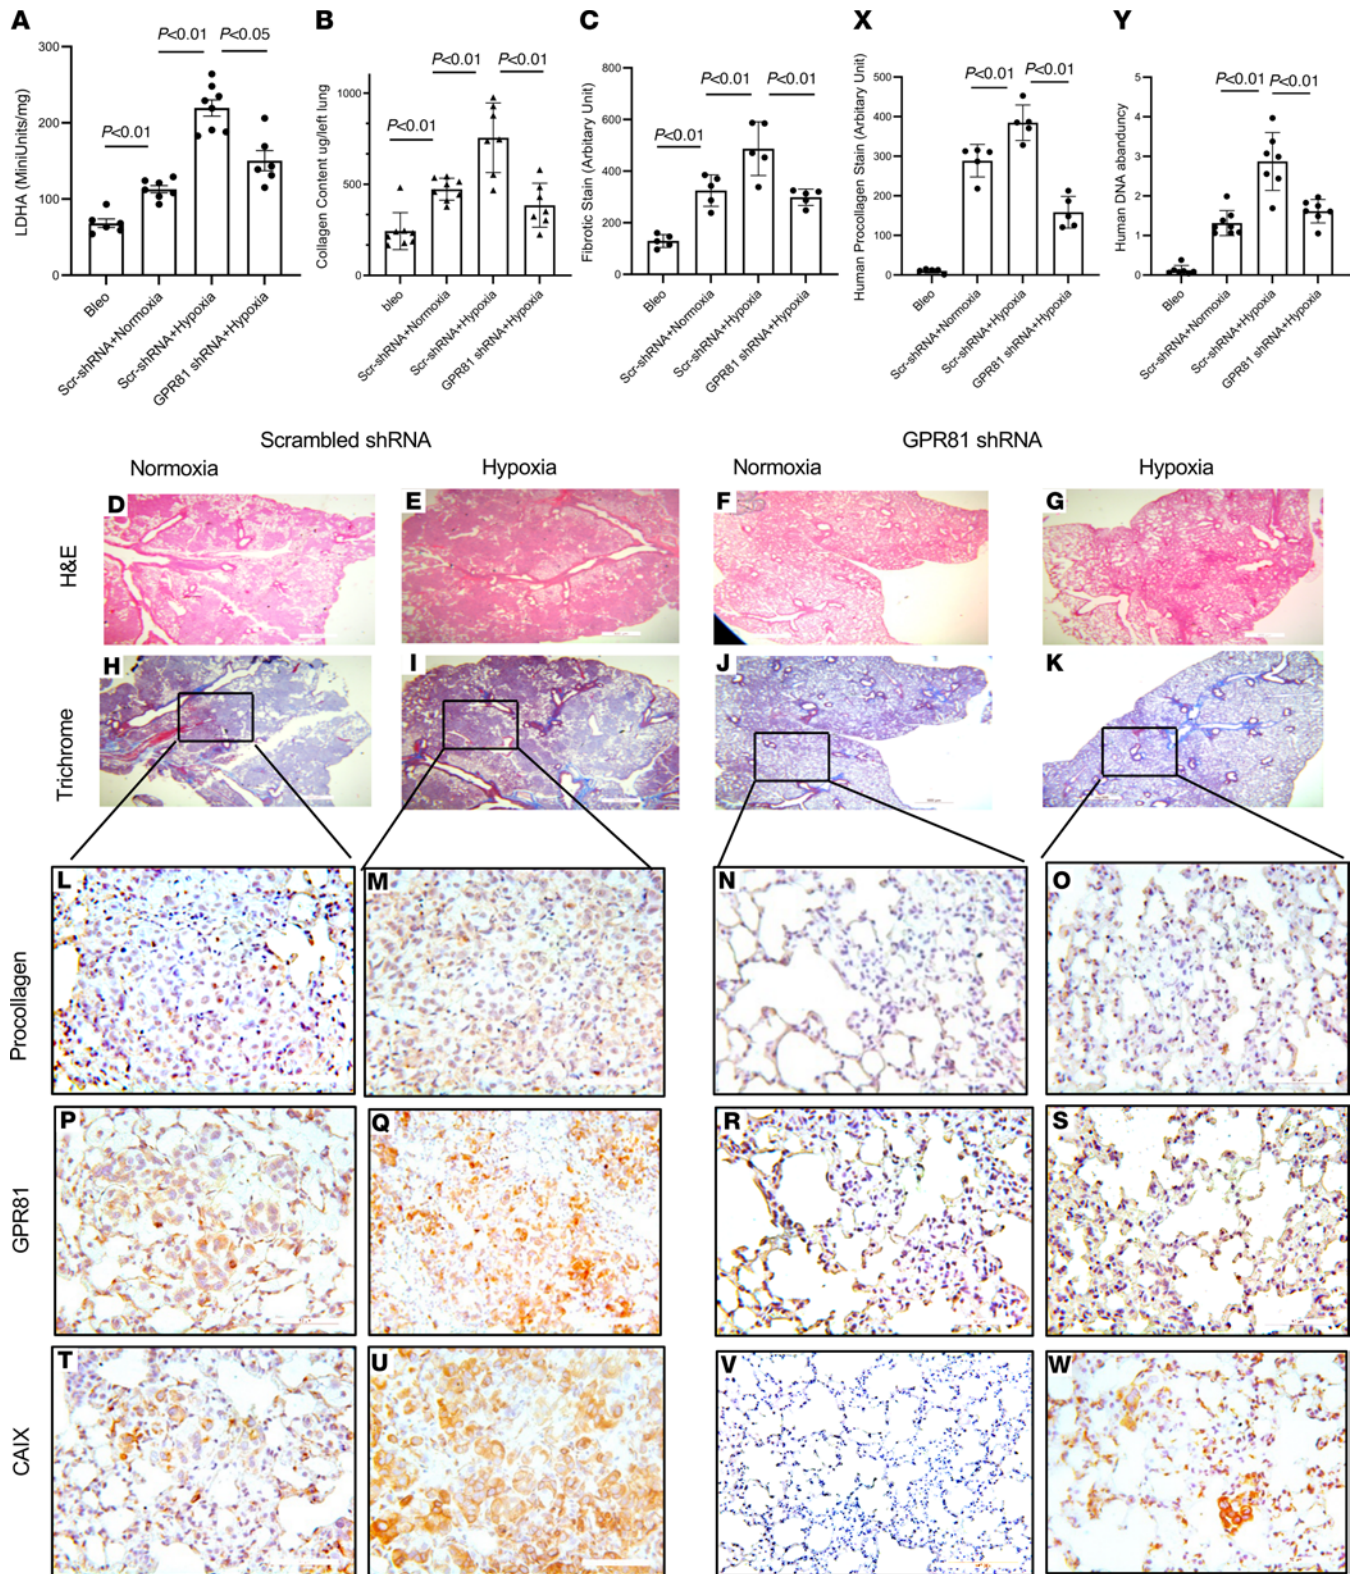 A
B
C
X
Y
P<0.01
P<0.05
P<0.01
LDHA (MiniUnits/mg)
300
200
100
0
Bleo
Scr-shRNA+Normoxia
Scr-shRNA+Hypoxia
GPR81 shRNA+Hypoxia
P<0.01
P<0.01
P<0.01
Collagen Content ug/left lung
1000
500
0
bleo
Scr-shRNA+Normoxia
Scr-shRNA+Hypoxia
GPR81 shRNA+Hypoxia
P<0.01
P<0.01
P<0.01
Fibrotic Stain (Arbitary Unit)
800
600
400
200
0
Bleo
Scr-shRNA+Normoxia
Scr-shRNA+Hypoxia
GPR81 shRNA+Hypoxia
P<0.01
P<0.01
Human Procollagen Stain (Arbitary Unit)
500
400
300
200
100
0
Bleo
Scr-shRNA+Normoxia
Scr-shRNA+Hypoxia
GPR81 shRNA+Hypoxia
P<0.01
P<0.01
Human DNA abanduncy
5
4
3
2
1
0
Bleo
Scr-shRNA+Normoxia
Scr-shRNA+Hypoxia
GPR81 shRNA+Hypoxia
Scrambled shRNA
GPR81 shRNA
Normoxia
Hypoxia
Normoxia
Hypoxia
H&E
D
E
F
G
Trichrome
H
I
J
K
Procollagen
L
M
N
O
GPR81
P
Q
R
S
CAIX
T
U
V
W